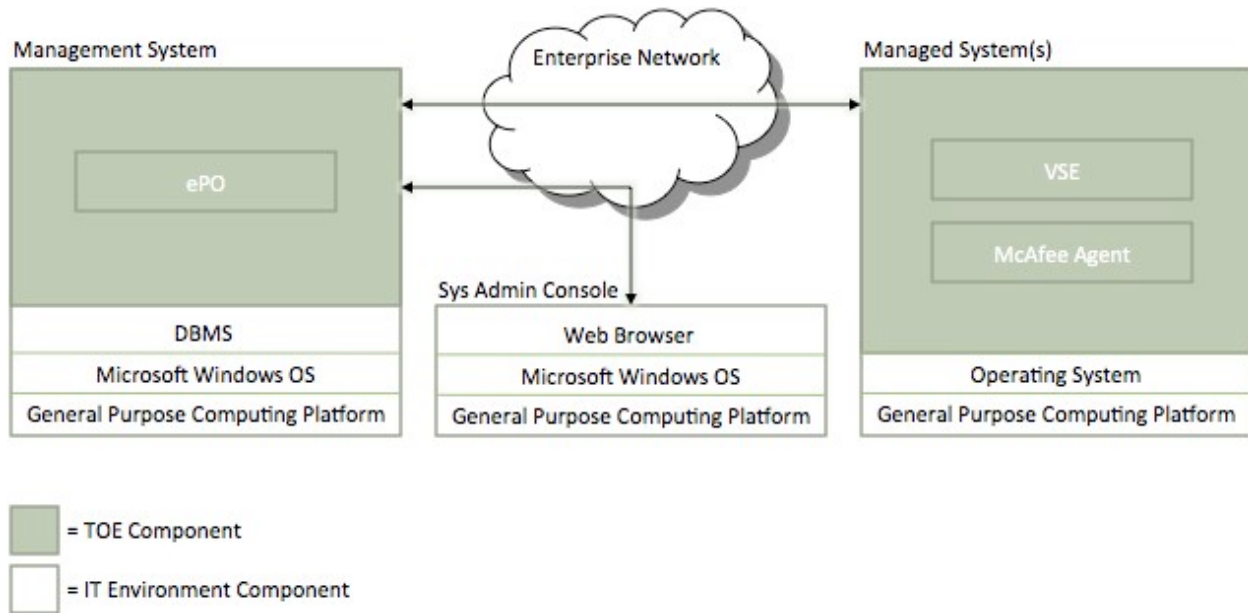 Management System
Enterprise Network
Managed System(s)
ePO
VSE
McAfee Agent
Sys Admin Console
DBMS
Microsoft Windows OS
General Purpose Computing Platform
Web Browser
Microsoft Windows OS
General Purpose Computing Platform
Operating System
General Purpose Computing Platform
= TOE Component
= IT Environment Component